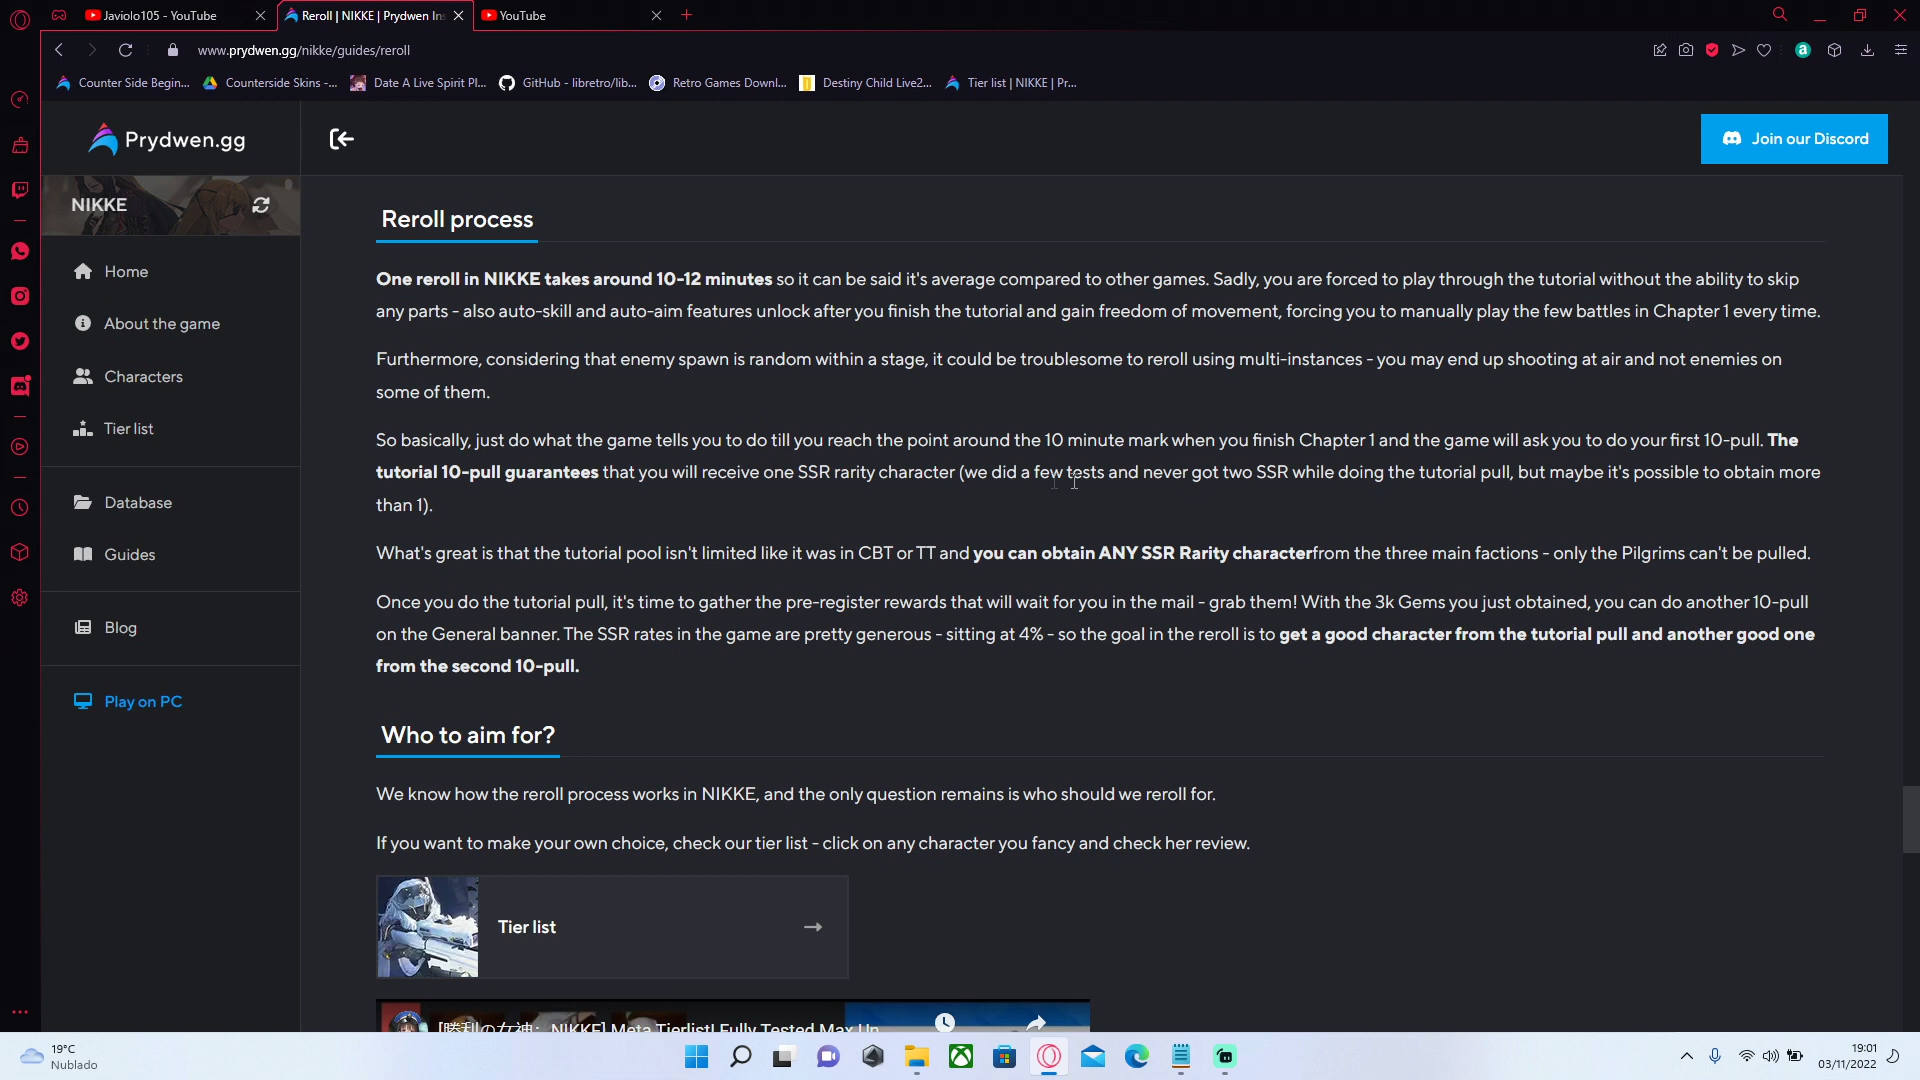 Javiolo105 - YouTube
Reroll | NIKKE | Prydwen In
YouTube
www.prydwen.gg/nikke/guides/reroll
Counter Side Begin...
Counterside Skins -...
Date A Live Spirit Pl...
GitHub - libretro/lib...
Retro Games Downl...
Destiny Child Live2...
Tier list | NIKKE | Pr...
Prydwen.gg
Join our Discord
NIKKE
Home
About the game
Characters
Tier list
Database
Guides
Blog
Play on PC
Reroll process
One reroll in NIKKE takes around 10-12 minutes so it can be said it's average compared to other games. Sadly, you are forced to play through the tutorial without the ability to skip
any parts - also auto-skill and auto-aim features unlock after you finish the tutorial and gain freedom of movement, forcing you to manually play the few battles in Chapter 1 every time.
Furthermore, considering that enemy spawn is random within a stage, it could be troublesome to reroll using multi-instances - you may end up shooting at air and not enemies on
some of them.
So basically, just do what the game tells you to do till you reach the point around the 10 minute mark when you finish Chapter 1 and the game will ask you to do your first 10-pull. The
tutorial 10-pull guarantees that you will receive one SSR rarity character (we did a few tests and never got two SSR while doing the tutorial pull, but maybe it's possible to obtain more
than 1).
What's great is that the tutorial pool isn't limited like it was in CBT or TT and you can obtain ANY SSR Rarity characterfrom the three main factions - only the Pilgrims can't be pulled.
Once you do the tutorial pull, it's time to gather the pre-register rewards that will wait for you in the mail - grab them! With the 3k Gems you just obtained, you can do another 10-pull
on the General banner. The SSR rates in the game are pretty generous - sitting at 4% - so the goal in the reroll is to get a good character from the tutorial pull and another good one
from the second 10-pull.
Who to aim for?
We know how the reroll process works in NIKKE, and the only question remains is who should we reroll for.
If you want to make your own choice, check our tier list - click on any character you fancy and check her review.
Tier list
[勝利の女神：NIKKE] Meta Tierlist! Fully Tested Max Un
19°C
Nublado
19:01
03/11/2022